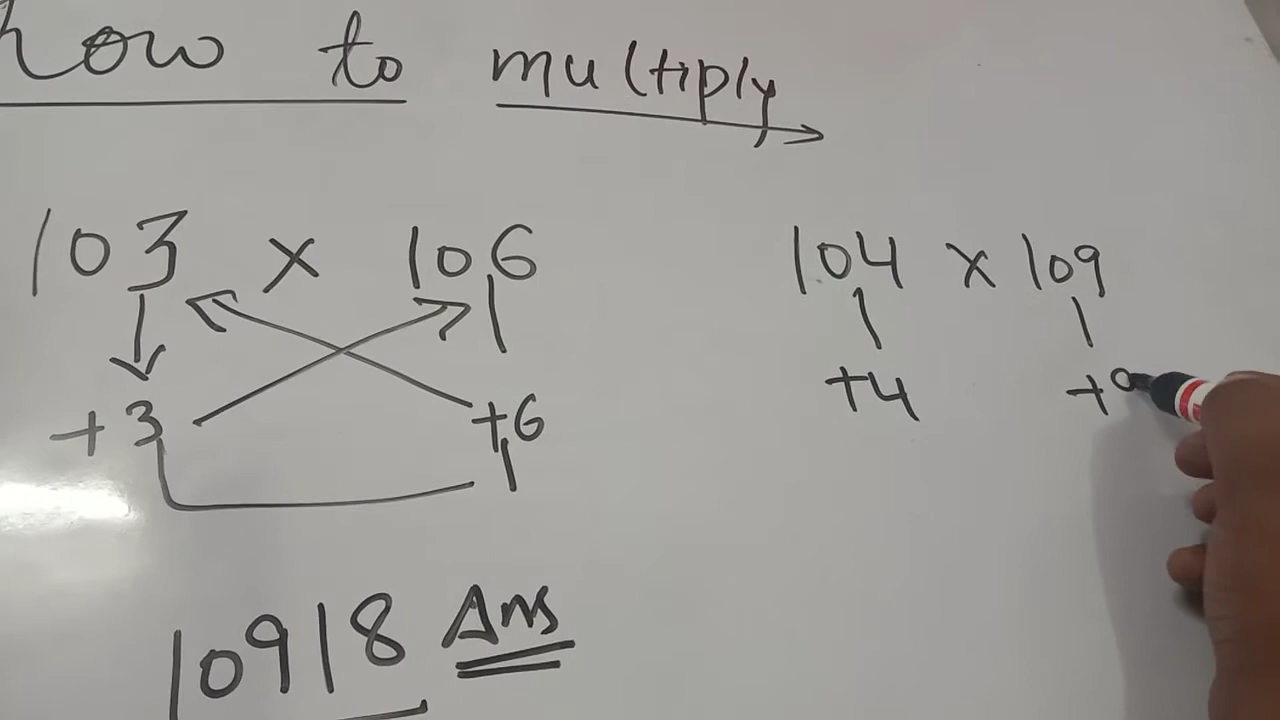 how to multiply
103 × 106
+3 +6
10918 Ans
104 × 109
+4 +